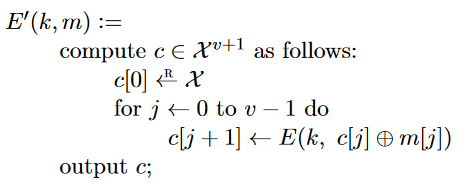 E′(k, m) :=
compute c ∈ 𝒳^{v+1} as follows:
c[0] ←ᴿ 𝒳
for j ← 0 to v − 1 do
c[j + 1] ← E(k, c[j] ⊕ m[j])
output c;